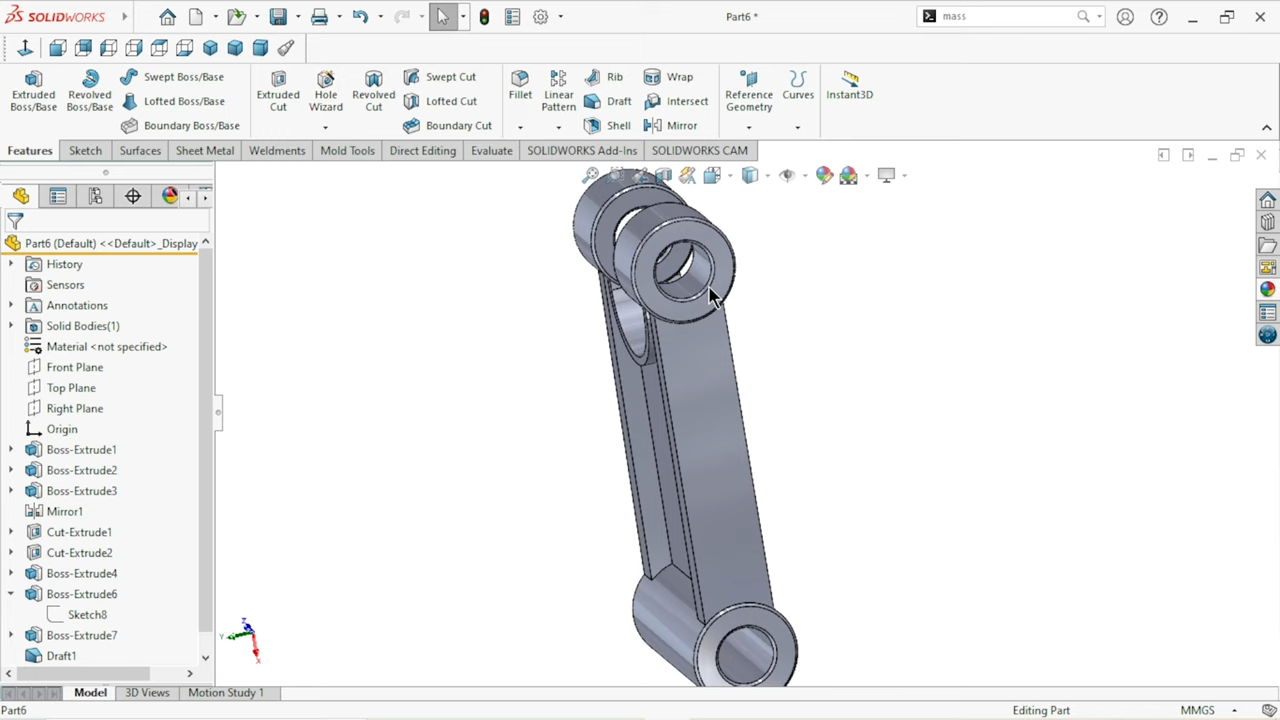 SOLIDWORKS
Part6 *
mass
Extruded Boss/Base
Revolved Boss/Base
Swept Boss/Base
Lofted Boss/Base
Boundary Boss/Base
Extruded Cut
Hole Wizard
Revolved Cut
Swept Cut
Lofted Cut
Boundary Cut
Fillet
Linear Pattern
Rib
Draft
Shell
Wrap
Intersect
Mirror
Reference Geometry
Curves
Instant3D
Features
Sketch
Surfaces
Sheet Metal
Weldments
Mold Tools
Direct Editing
Evaluate
SOLIDWORKS Add-Ins
SOLIDWORKS CAM
Part6 (Default) <<Default>_Display
History
Sensors
Annotations
Solid Bodies(1)
Material <not specified>
Front Plane
Top Plane
Right Plane
Origin
Boss-Extrude1
Boss-Extrude2
Boss-Extrude3
Mirror1
Cut-Extrude1
Cut-Extrude2
Boss-Extrude4
Boss-Extrude6
Sketch8
Boss-Extrude7
Draft1
Z
Y
X
Model
3D Views
Motion Study 1
Part6
Editing Part
MMGS